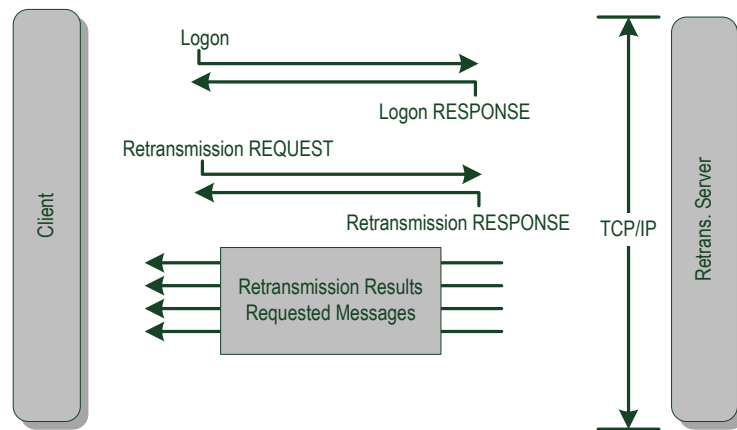 Logon
Logon RESPONSE
Retransmission REQUEST
Retransmission RESPONSE
Client
TCP/IP
Retrans. Server
Retransmission Results
Requested Messages